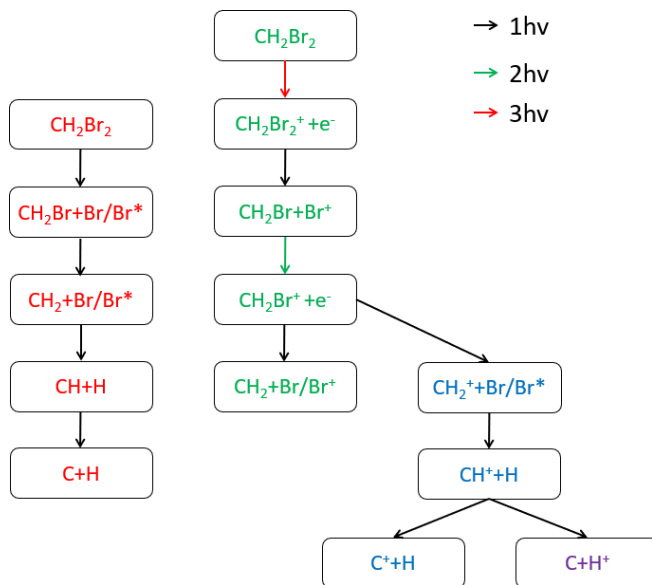 CH₂Br₂
1hv
2hv
3hv
CH₂Br₂
CH₂Br₂⁺+e⁻
CH₂Br+Br/Br*
CH₂Br+Br⁺
CH₂+Br/Br*
CH₂Br⁺+e⁻
CH+H
CH₂+Br/Br⁺
CH₂⁺+Br/Br*
C+H
CH⁺+H
C⁺+H
C+H⁺